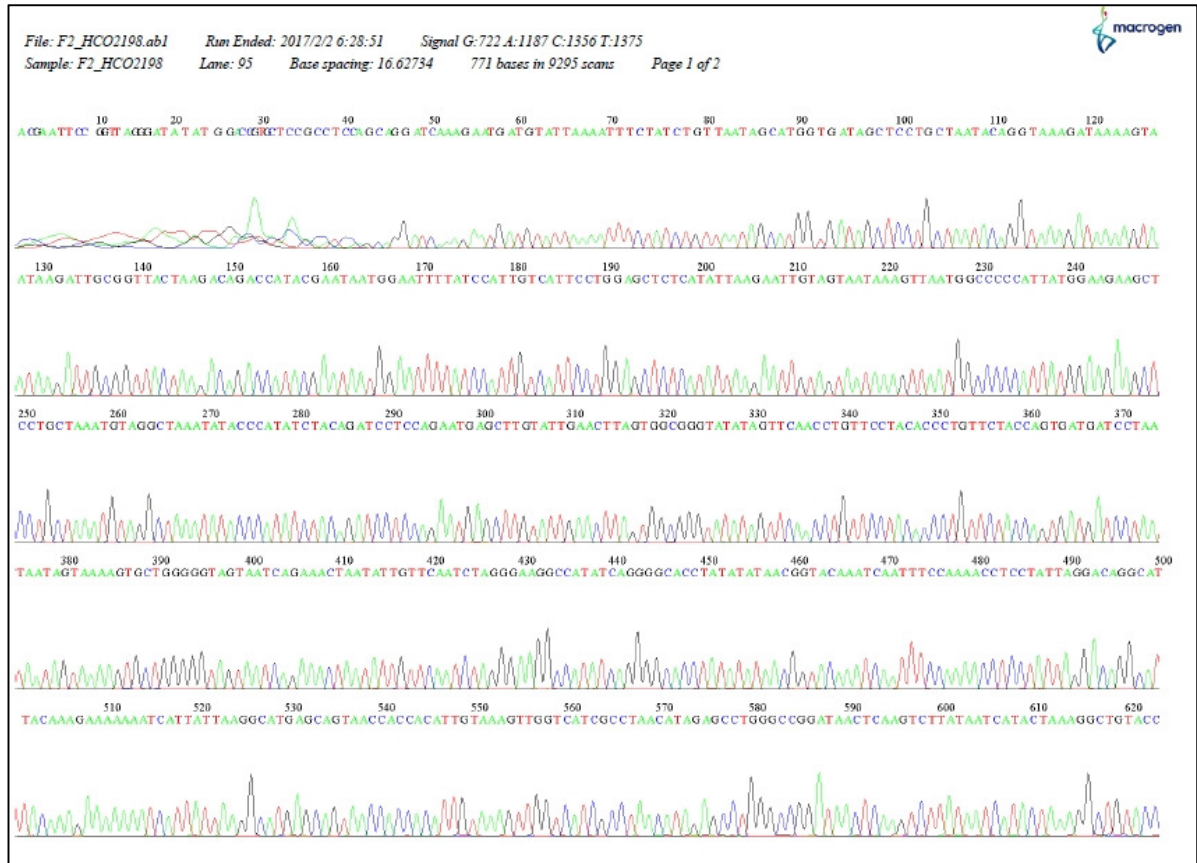 macrogen
File: F2_HCO2198.ab1 Run Ended: 2017/2/2 6:28:51 Signal G:722 A:1187 C:1356 T:1375
Sample: F2_HCO2198 Lane: 95 Base spacing: 16.62734 771 bases in 9295 scans Page 1 of 2
10 20 30 40 50 60 70 80 90 100 110 120
ACGAATTCC GGTTAGGGATATATGGACCGTGCTCCGCCTCCAGCAGGATCAAAGAATGATGTATTAAAATTTCTATCTGTTAATAGCATGGTGATAGCTCCTGCTAATACAGGTAAAGATAAAAGTA
130 140 150 160 170 180 190 200 210 220 230 240
ATAAGATTGCGGTTACTAAGACAGACCATACGAATAATGGAATTTTATCCATTGTCATTCCTGGAGCTCTCATATTAAGAATTGTAGTAATAAAGTTAATGGCCCCCATTATGGAAGAAGCT
250 260 270 280 290 300 310 320 330 340 350 360 370
CCTGCTAAATGTAGGCTAAATATACCCATATCTACAGATCCTCCAGAATGAGCTTGTATTGAACTTAGTGGCGGGTATATAGTTCAACCTGTTCCTACACCCTGTTCTACCAGTGATGATCCTAA
380 390 400 410 420 430 440 450 460 470 480 490 500
TAATAGTAAAAGTGCTGGGGGTAGTAATCAGAAACTAATATTGTTCAATCTAGGGAAGGCCATATCAGGGGCACCTATATATAACGGTACAAATCAATTTCCAAAACCTCCTATTAGGACAGGCAT
510 520 530 540 550 560 570 580 590 600 610 620
TACAAAGAAAAAAATCATTATTAAGGCATGAGCAGTAACCACCACATTGTAAAGTTGGTCATCGCCTAACATAGAGCCTGGGCCGGATAACTCAAGTCTTATAATCATACTAAAGGCTGTACC